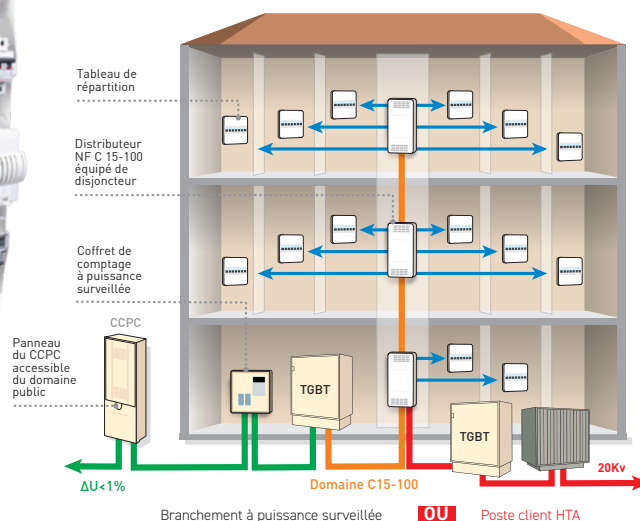 Tableau de
répartition
Distributeur
NF C 15-100
équipé de
disjoncteur
Coffret de
comptage
à puissance
surveillée
CCPC
Panneau
du CCPC
accessible
du domaine
public
TGBT
TGBT
20Kv
ΔU<1%
Domaine C15-100
Branchement à puissance surveillée OU Poste client HTA